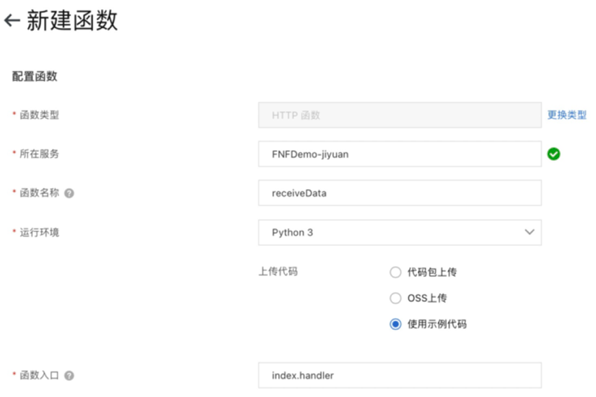 新建函数
配置函数
* 函数类型 HTTP 函数 更换类型
* 所在服务 FNFDemo-jiyuan
* 函数名称 receiveData
* 运行环境 Python 3
上传代码 代码包上传
OSS上传
使用示例代码
* 函数入口 index.handler